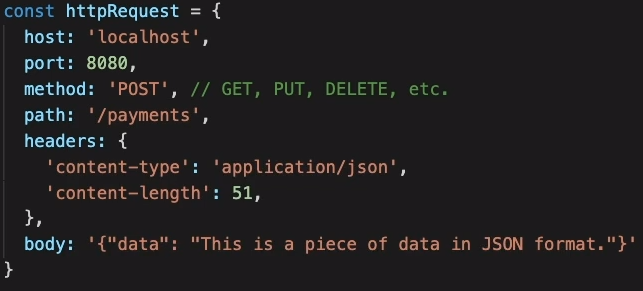 const httpRequest = {
  host: 'localhost',
  port: 8080,
  method: 'POST', // GET, PUT, DELETE, etc.
  path: '/payments',
  headers: {
    'content-type': 'application/json',
    'content-length': 51,
  },
  body: '{"data": "This is a piece of data in JSON format."}'
}